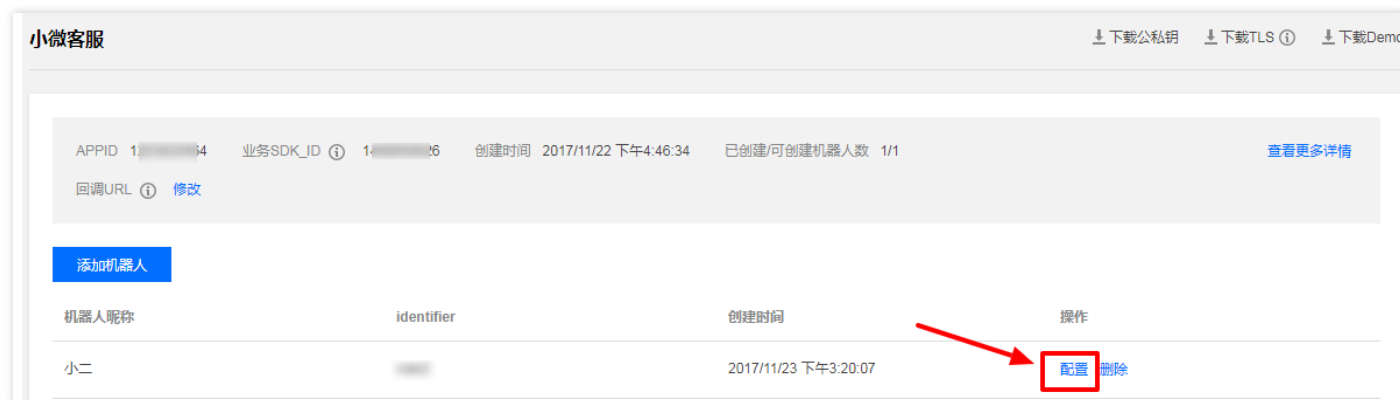 小微客服 下载公私钥 下载TLS 下载Demo
APPID 1 4 业务SDK_ID 1 6 创建时间 2017/11/22 下午4:46:34 已创建/可创建机器人数 1/1 查看更多详情
回调URL 修改
添加机器人
机器人昵称 identifier 创建时间 操作
小二 2017/11/23 下午3:20:07 配置 删除